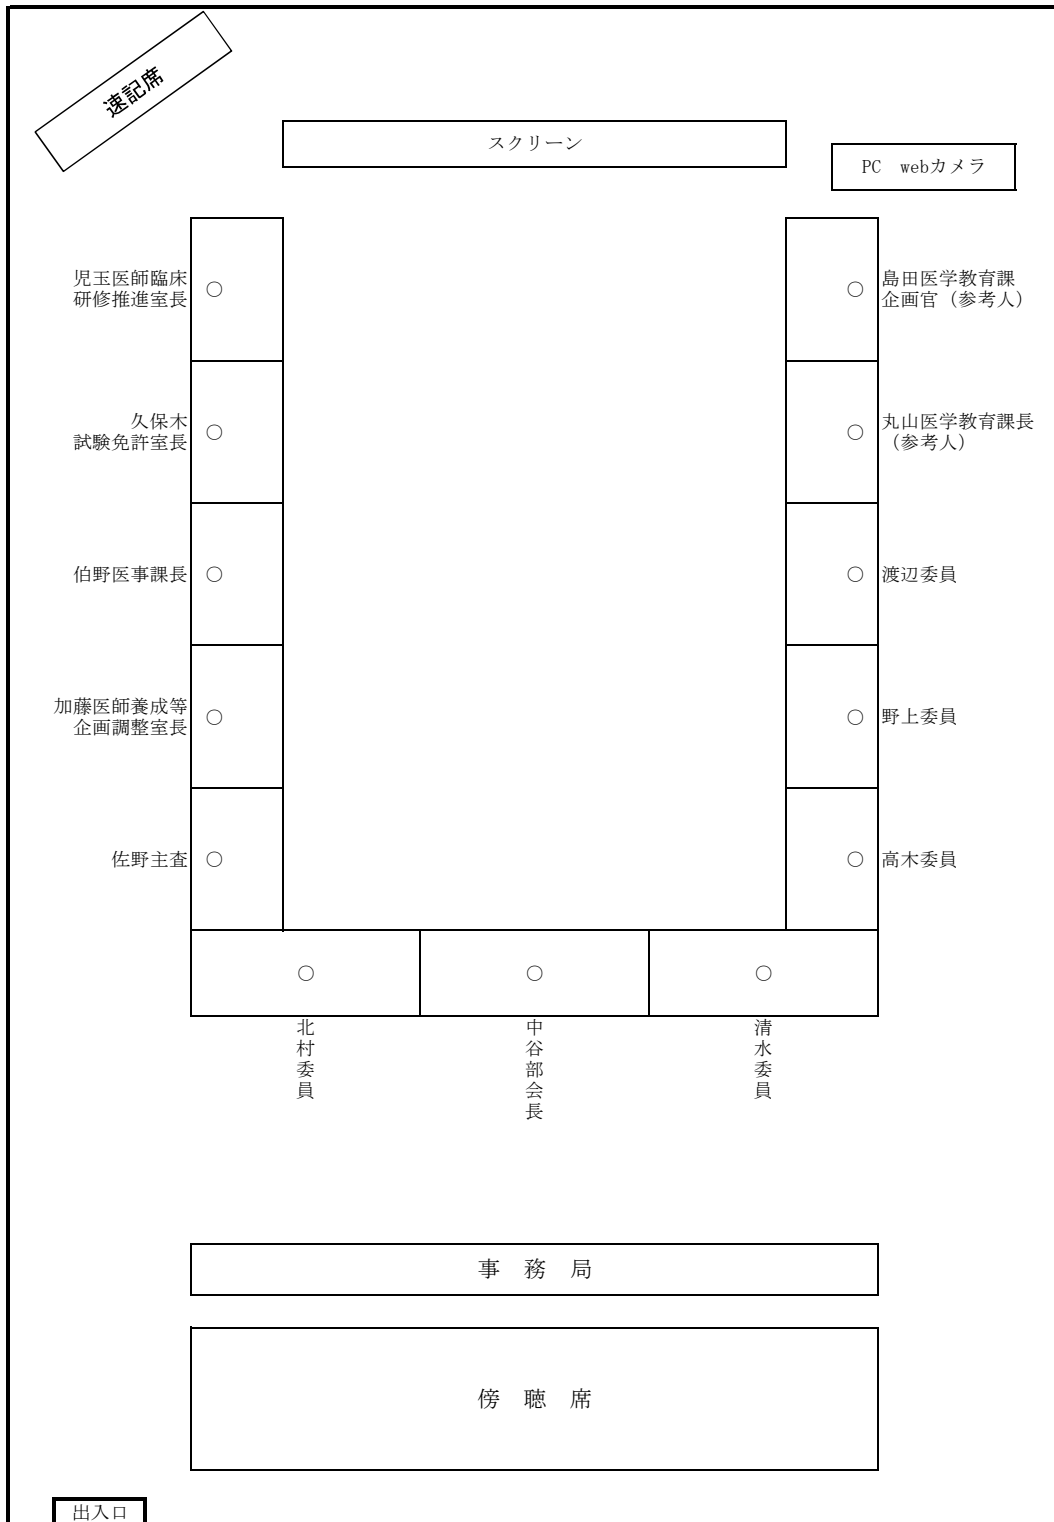 速記席
スクリーン
PC　webカメラ
児玉医師臨床
研修推進室長
島田医学教育課
企画官（参考人）
久保木
試験免許室長
丸山医学教育課長
（参考人）
伯野医事課長
渡辺委員
加藤医師養成等
企画調整室長
野上委員
佐野主査
高木委員
北村委員
中谷部会長
清水委員
事　務　局
傍　聴　席
出入口